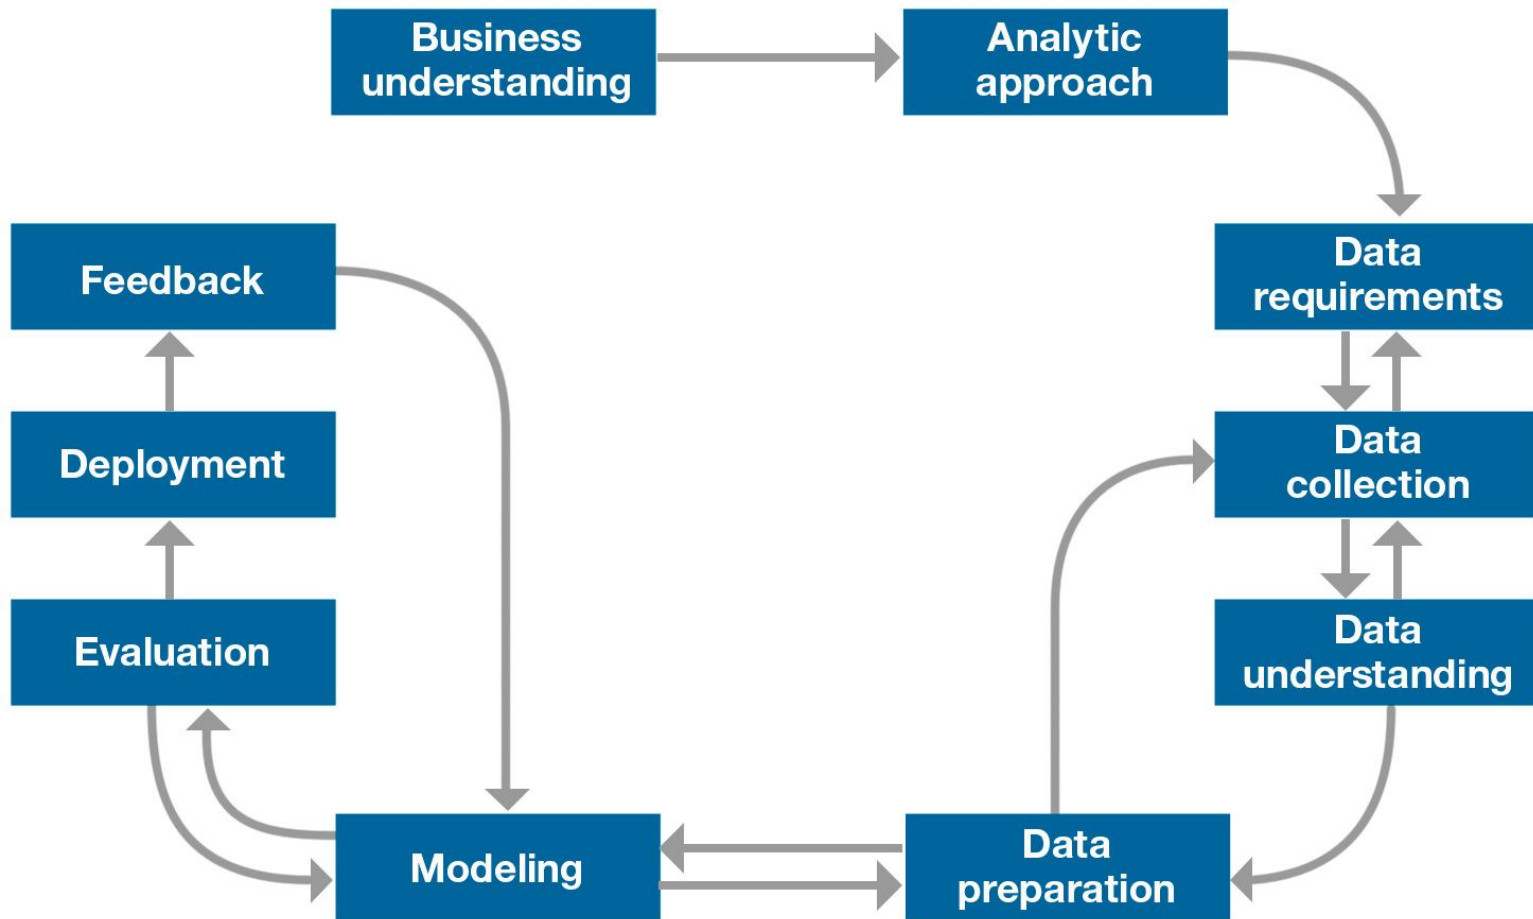 Business
understanding
Analytic
approach
Data
requirements
Data
collection
Data
understanding
Data
preparation
Modeling
Evaluation
Deployment
Feedback